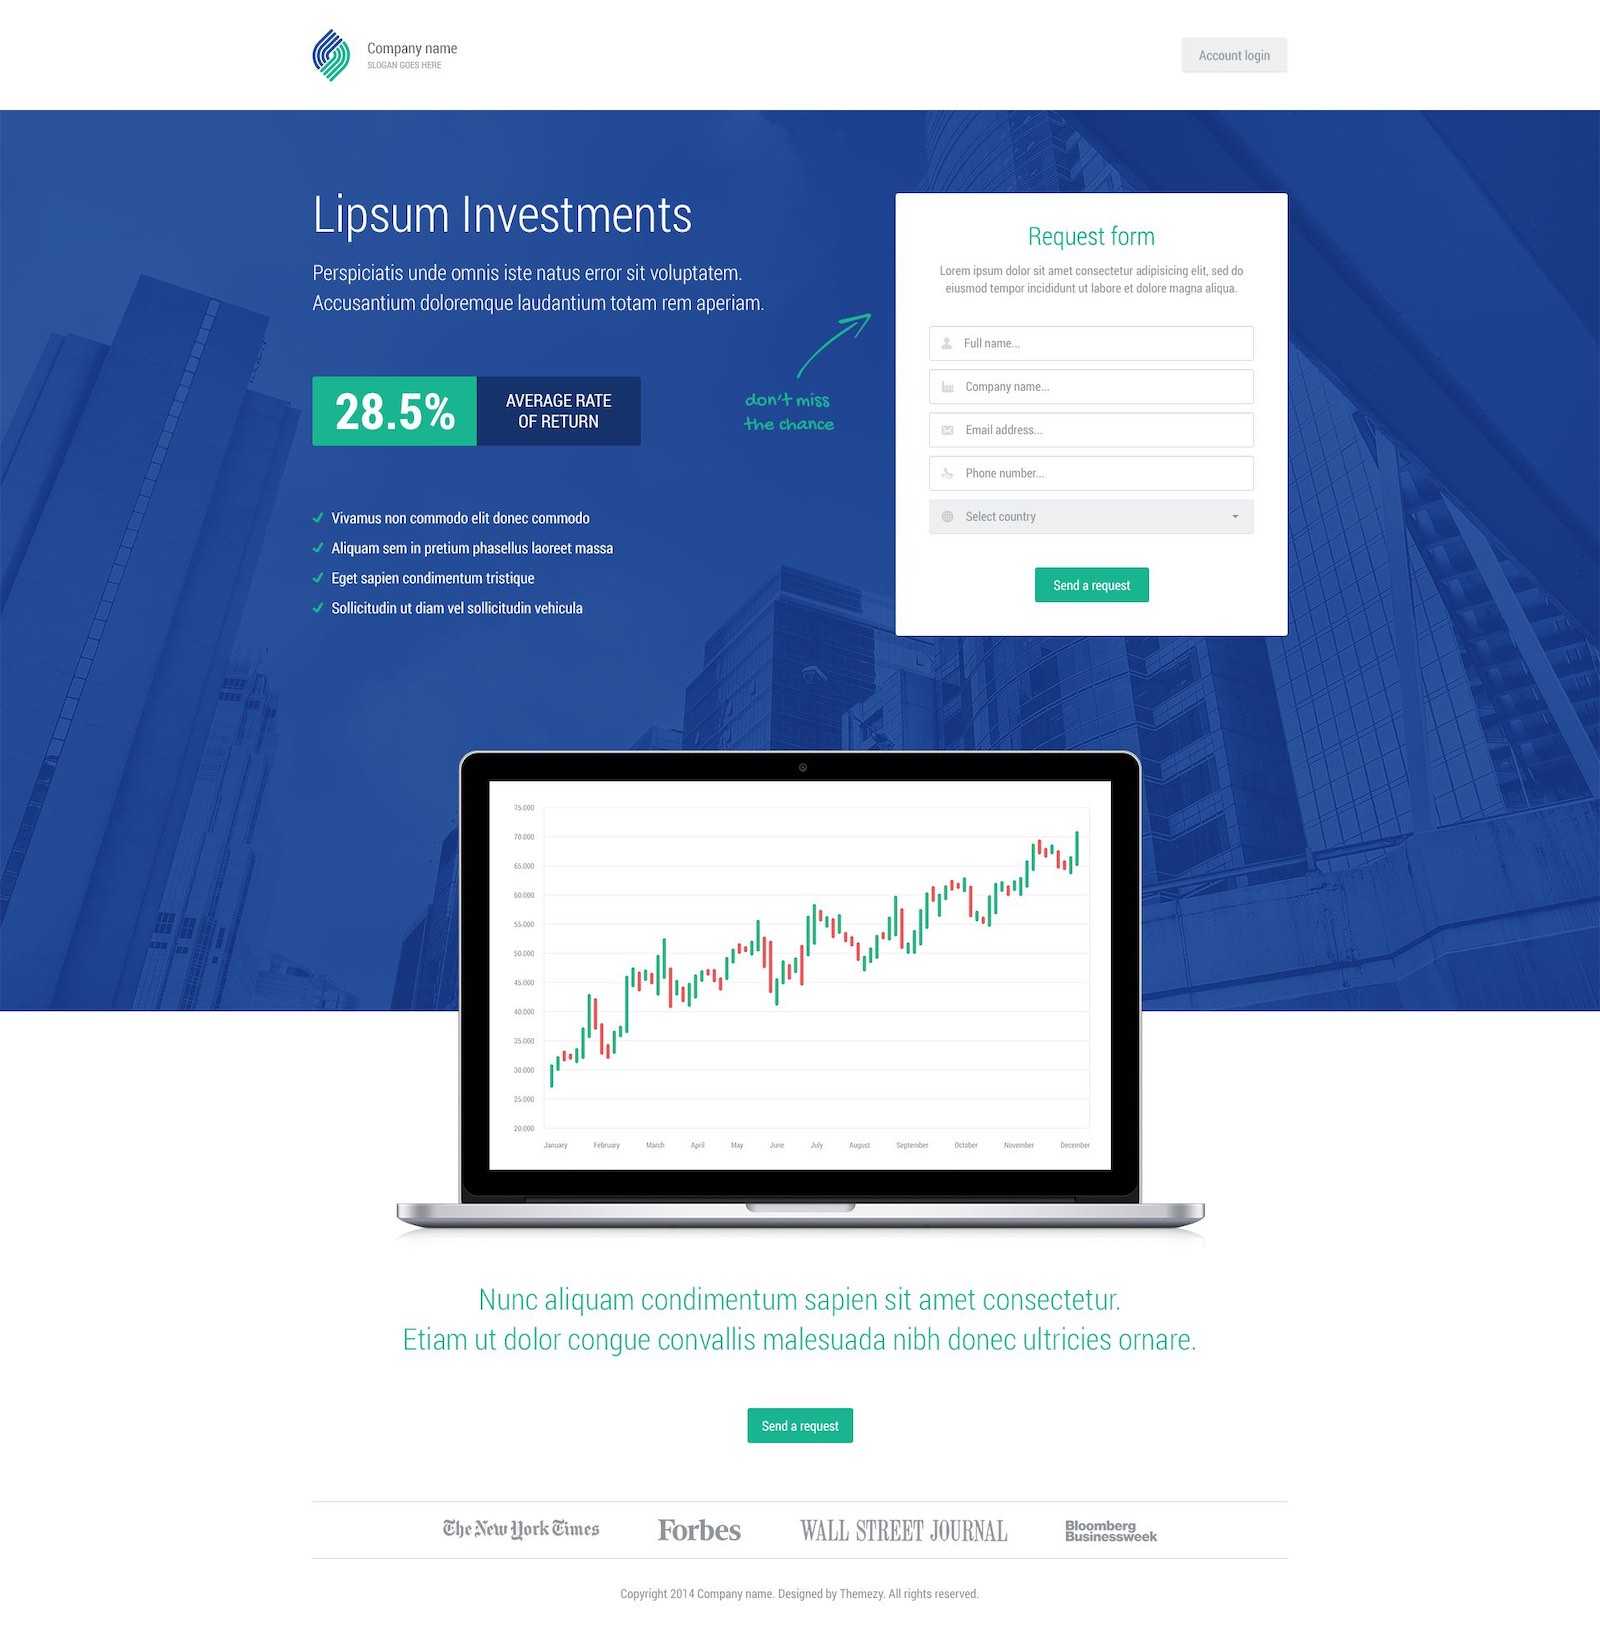 Company name
SLOGAN GOES HERE
Account login
Lipsum Investments
Perspiciatis unde omnis iste natus error sit voluptatem.
Accusantium doloremque laudantium totam rem aperiam.
28.5%
AVERAGE RATE
OF RETURN
don't miss
the chance
Vivamus non commodo elit donec commodo
Aliquam sem in pretium phasellus laoreet massa
Eget sapien condimentum tristique
Sollicitudin ut diam vel sollicitudin vehicula
Request form
Lorem ipsum dolor sit amet consectetur adipisicing elit, sed do
eiusmod tempor incididunt ut labore et dolore magna aliqua.
Full name...
Company name...
Email address...
Phone number...
Select country
Send a request
75.000
70.000
65.000
60.000
55.000
50.000
45.000
40.000
35.000
30.000
25.000
20.000
January February March April May June July August September October November December
Nunc aliquam condimentum sapien sit amet consectetur.
Etiam ut dolor congue convallis malesuada nibh donec ultricies ornare.
Send a request
The New York Times
Forbes
WALL STREET JOURNAL
Bloomberg
Businessweek
Copyright 2014 Company name. Designed by Themezy. All rights reserved.